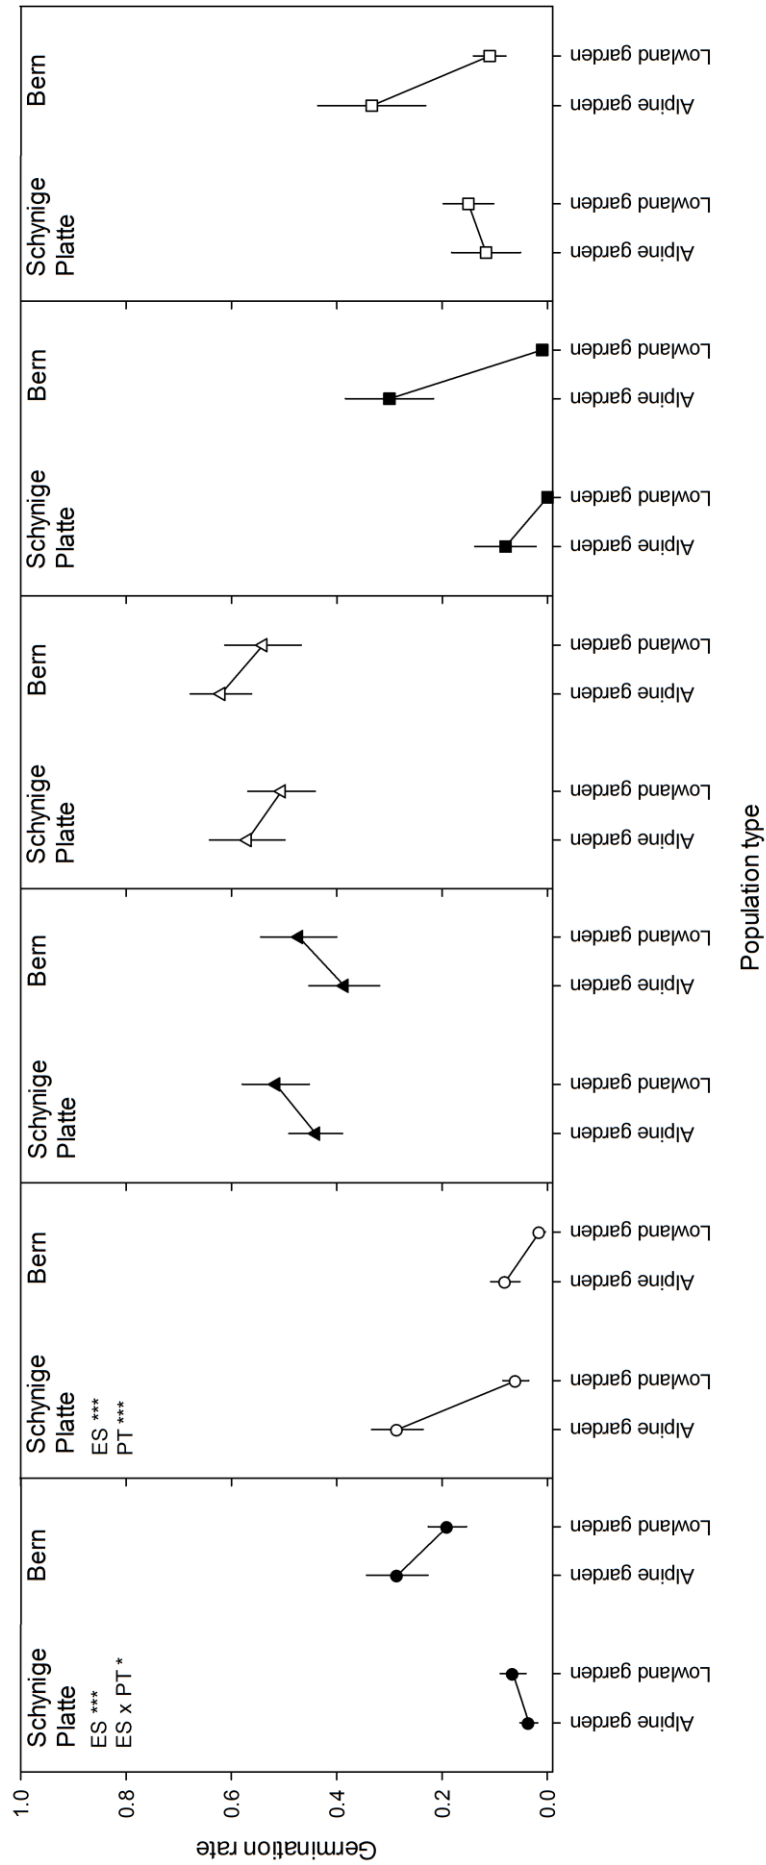 Germination rate
1.0
0.8
0.6
0.4
0.2
0.0
Schynige
Platte
ES ***
ES x PT *
Bern
Schynige
Platte
ES ***
PT ***
Bern
Schynige
Platte
Bern
Schynige
Platte
Bern
Schynige
Platte
Bern
Schynige
Platte
Bern
Alpine garden
Lowland garden
Alpine garden
Lowland garden
Alpine garden
Lowland garden
Alpine garden
Lowland garden
Alpine garden
Lowland garden
Alpine garden
Lowland garden
Alpine garden
Lowland garden
Alpine garden
Lowland garden
Alpine garden
Lowland garden
Alpine garden
Lowland garden
Alpine garden
Lowland garden
Alpine garden
Lowland garden
Population type